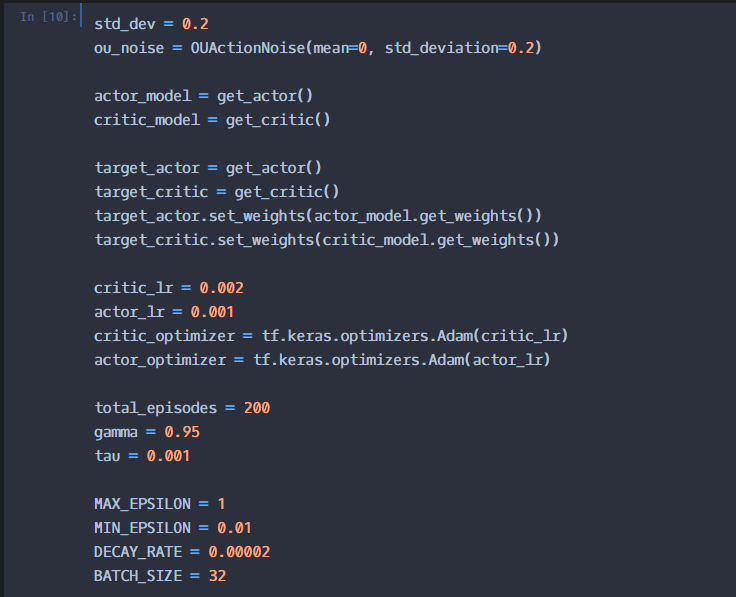 In [10]:
std_dev = 0.2
ou_noise = OUActionNoise(mean=0, std_deviation=0.2)
actor_model = get_actor()
critic_model = get_critic()
target_actor = get_actor()
target_critic = get_critic()
target_actor.set_weights(actor_model.get_weights())
target_critic.set_weights(critic_model.get_weights())
critic_lr = 0.002
actor_lr = 0.001
critic_optimizer = tf.keras.optimizers.Adam(critic_lr)
actor_optimizer = tf.keras.optimizers.Adam(actor_lr)
total_episodes = 200
gamma = 0.95
tau = 0.001
MAX_EPSILON = 1
MIN_EPSILON = 0.01
DECAY_RATE = 0.00002
BATCH_SIZE = 32